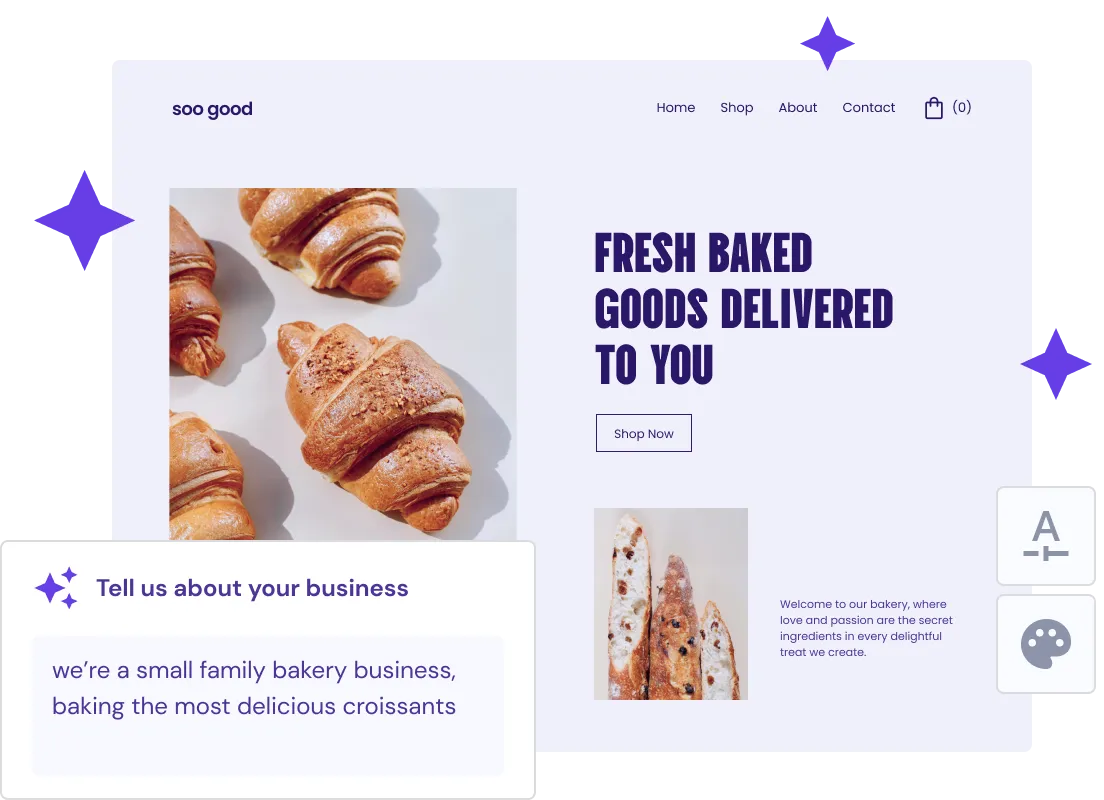 soo good
Home Shop About Contact (0)
FRESH BAKED
GOODS DELIVERED
TO YOU
Shop Now
Welcome to our bakery, where
love and passion are the secret
ingredients in every delightful
treat we create.
A
Tell us about your business
we’re a small family bakery business,
baking the most delicious croissants